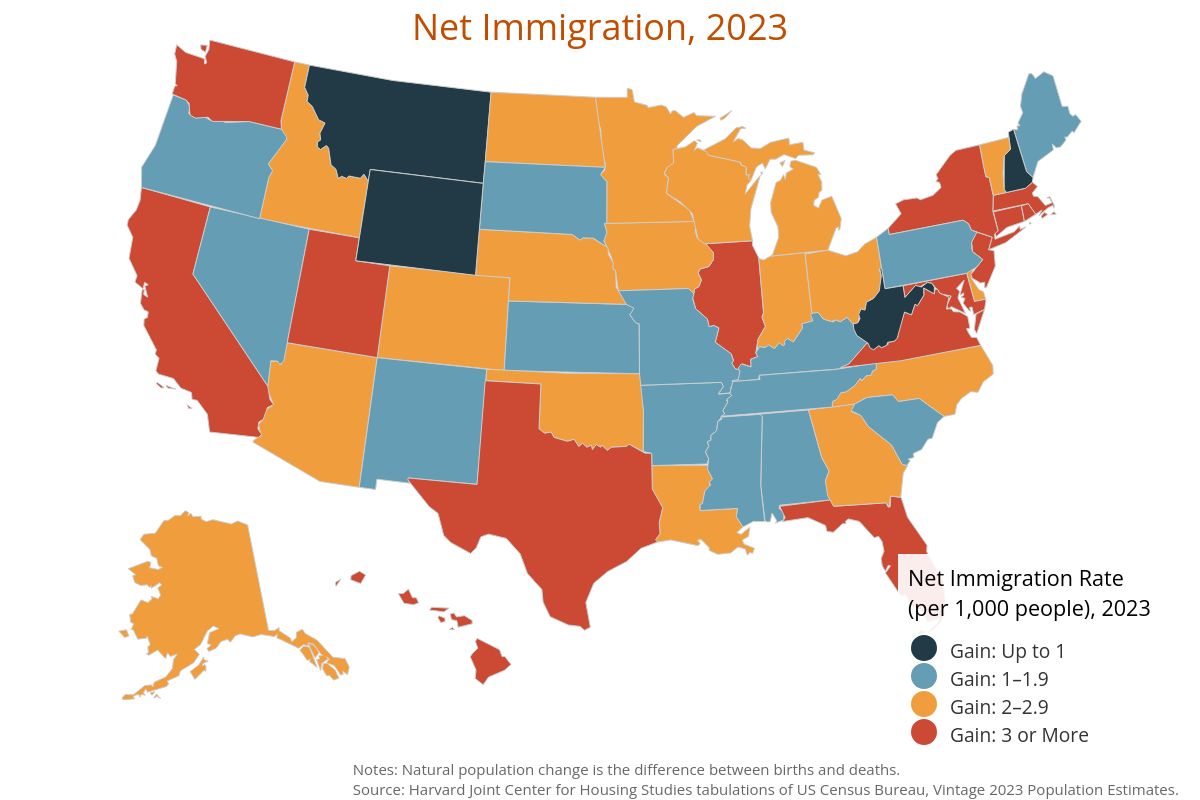 Net Immigration, 2023
Net Immigration Rate
(per 1,000 people), 2023
Gain: Up to 1
Gain: 1–1.9
Gain: 2–2.9
Gain: 3 or More
Notes: Natural population change is the difference between births and deaths.
Source: Harvard Joint Center for Housing Studies tabulations of US Census Bureau, Vintage 2023 Population Estimates.